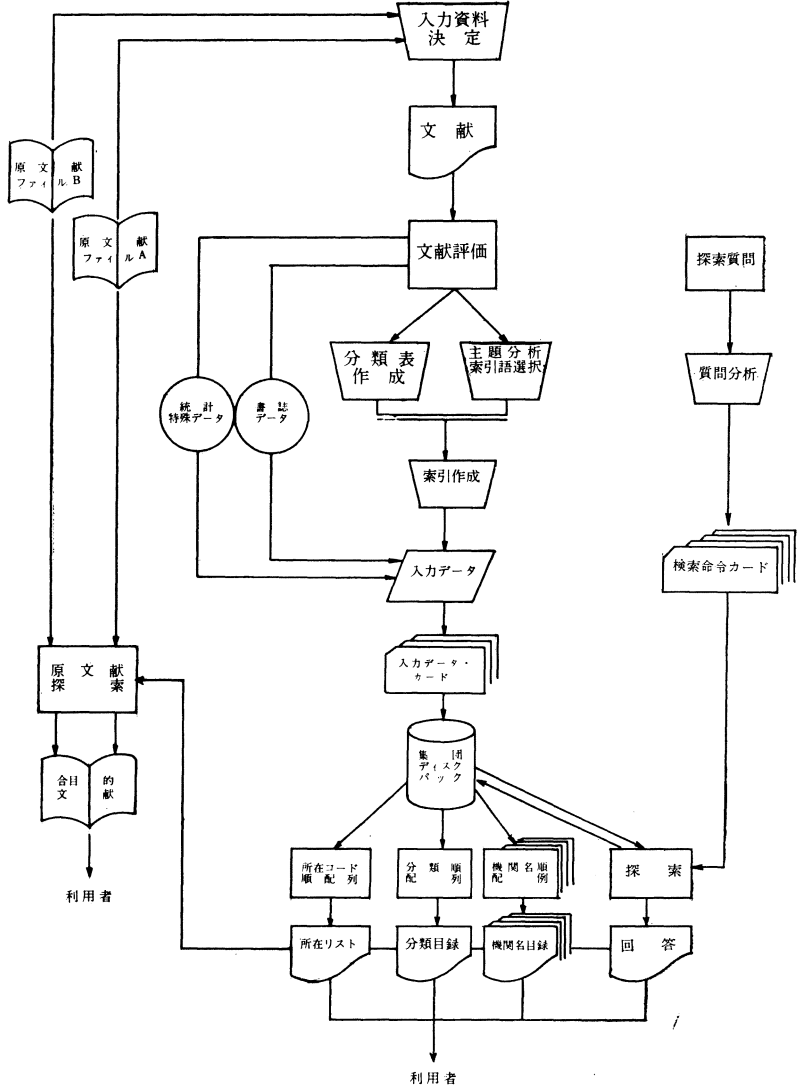 入力資料
決定
文献
原文献
ファイルB
原文献
ファイルA
文献評価
探索質問
分類表
作成
主題分析
索引語選択
質問分析
統計
特殊データ
書誌
データ
索引作成
入力データ
検索命令カード
入力データ・
カード
原文献
探索
集団
ディスク
パック
合目的
文献
利用者
所在コード
順配列
分類順
配列
機関名順
配例
探索
所在リスト
分類目録
機関名目録
回答
利用者